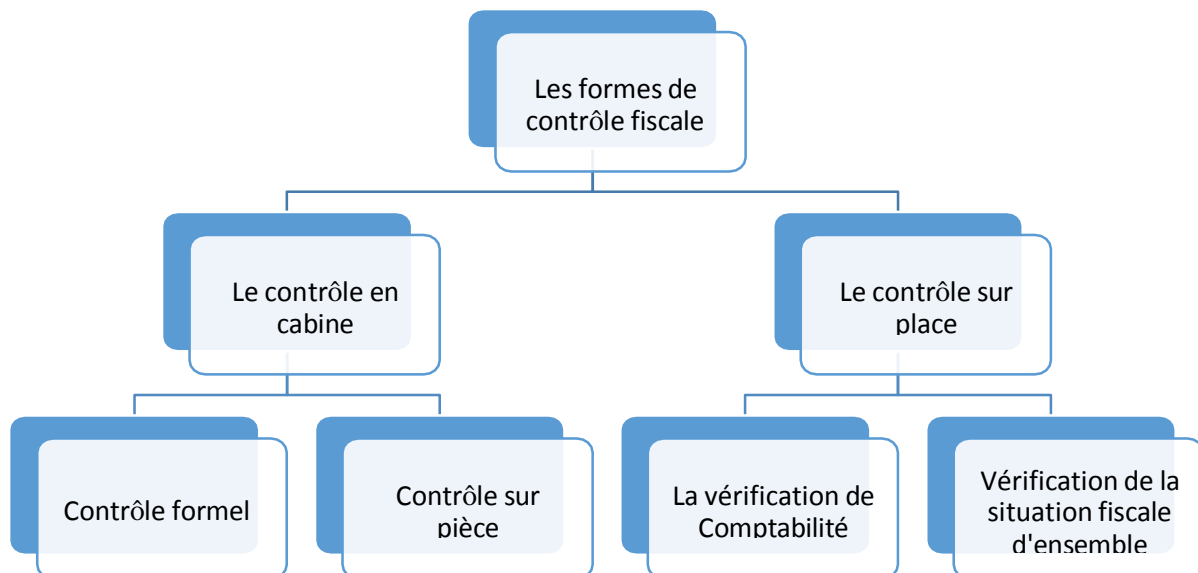 Les formes de
contrôle fiscale
Le contrôle en
cabine
Le contrôle sur
place
Contrôle formel
Contrôle sur
pièce
La vérification de
Comptabilité
Vérification de la
situation fiscale
d'ensemble